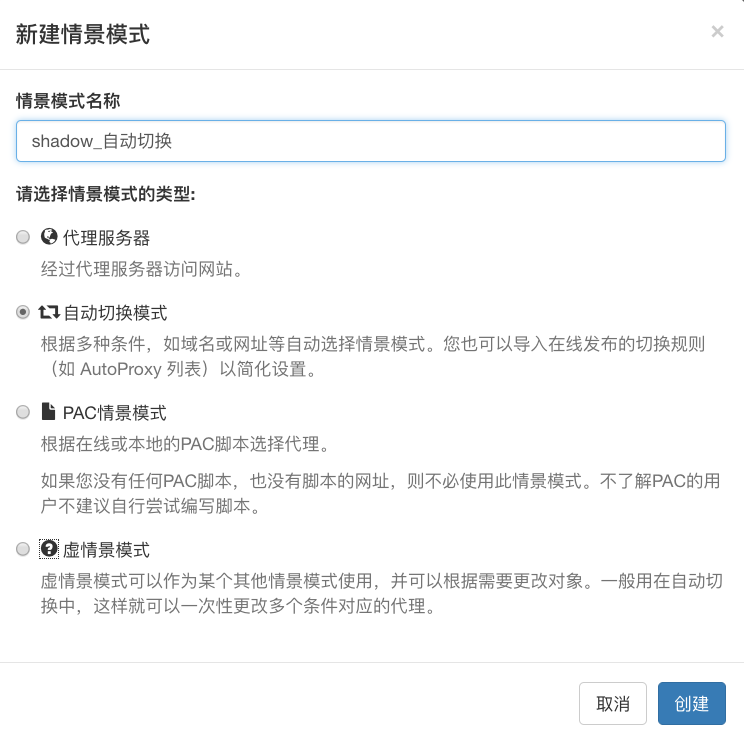 新建情景模式
×
情景模式名称
shadow_自动切换
请选择情景模式的类型:
代理服务器
经过代理服务器访问网站。
自动切换模式
根据多种条件，如域名或网址等自动选择情景模式。您也可以导入在线发布的切换规则
（如 AutoProxy 列表）以简化设置。
PAC情景模式
根据在线或本地的PAC脚本选择代理。
如果您没有任何PAC脚本，也没有脚本的网址，则不必使用此情景模式。不了解PAC的用
户不建议自行尝试编写脚本。
虚情景模式
虚情景模式可以作为某个其他情景模式使用，并可以根据需要更改对象。一般用在自动切
换中，这样就可以一次性更改多个条件对应的代理。
取消
创建